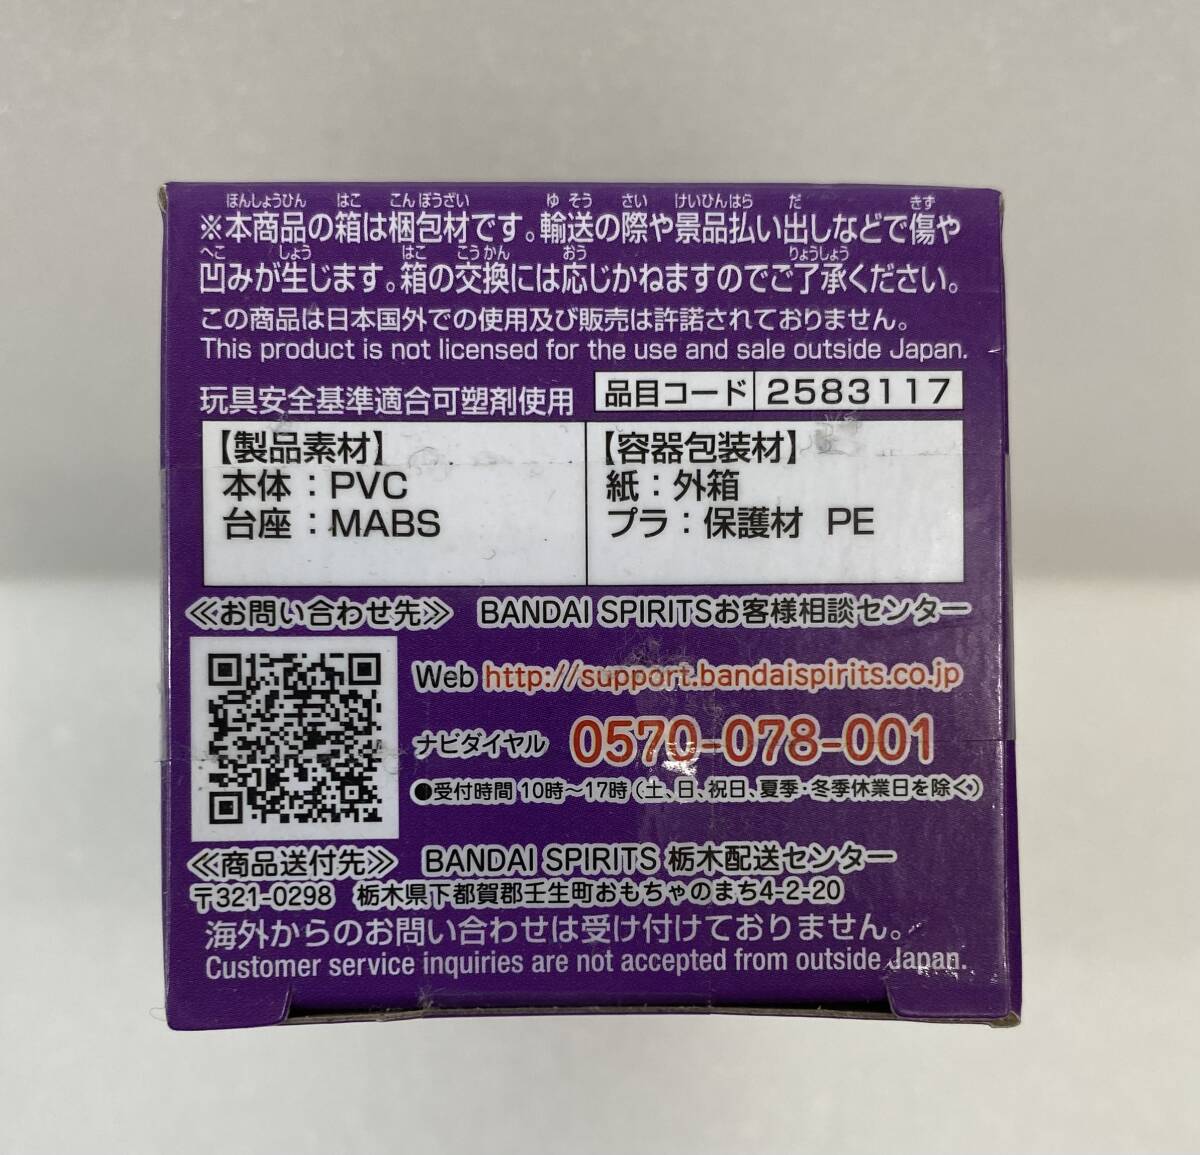 ほんしょうひん はこ こんぽうざい ゆそう さい けいひんはら だ きず
※本商品の箱は梱包材です。輸送の際や景品払い出しなどで傷や
へこ しょう はこ こうかん おう りょうしょう
凹みが生じます。箱の交換には応じかねますのでご了承ください。
この商品は日本国外での使用及び販売は許諾されておりません。
This product is not licensed for the use and sale outside Japan.
玩具安全基準適合可塑剤使用 品目コード 2583117
【製品素材】
本体：PVC
台座：MABS
【容器包装材】
紙：外箱
プラ：保護材 PE
≪お問い合わせ先≫ BANDAI SPIRITSお客様相談センター
Web http://support.bandaispirits.co.jp
ナビダイヤル 0570-078-001
●受付時間 10時～17時（土、日、祝日、夏季・冬季休業日を除く）
≪商品送付先≫ BANDAI SPIRITS 栃木配送センター
〒321-0298 栃木県下都賀郡壬生町おもちゃのまち4-2-20
海外からのお問い合わせは受け付けておりません。
Customer service inquiries are not accepted from outside Japan.